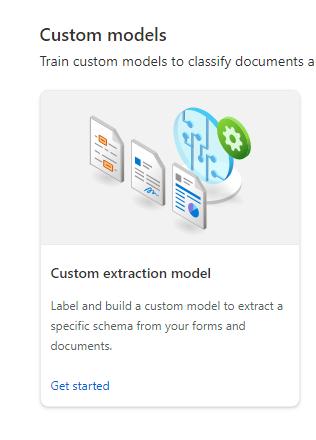 Custom models
Train custom models to classify documents a
Custom extraction model
Label and build a custom model to extract a
specific schema from your forms and
documents.
Get started